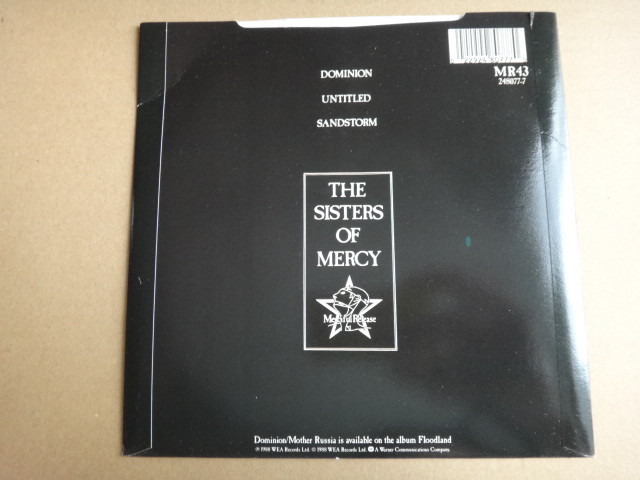 DOMINION
UNTITLED
SANDSTORM
MR43
248077-7
THE
SISTERS
OF
MERCY
Merciful Release
Dominion/Mother Russia is available on the album Floodland
℗ 1988 WEA Records Ltd. © 1988 WEA Records Ltd. A Warner Communications Company.